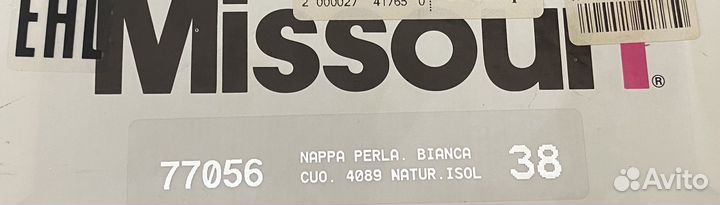 2 000027 41765 0
EAC
Missouri®
77056
NAPPA PERLA. BIANCA
CUO. 4089 NATUR.ISOL
38
Avito